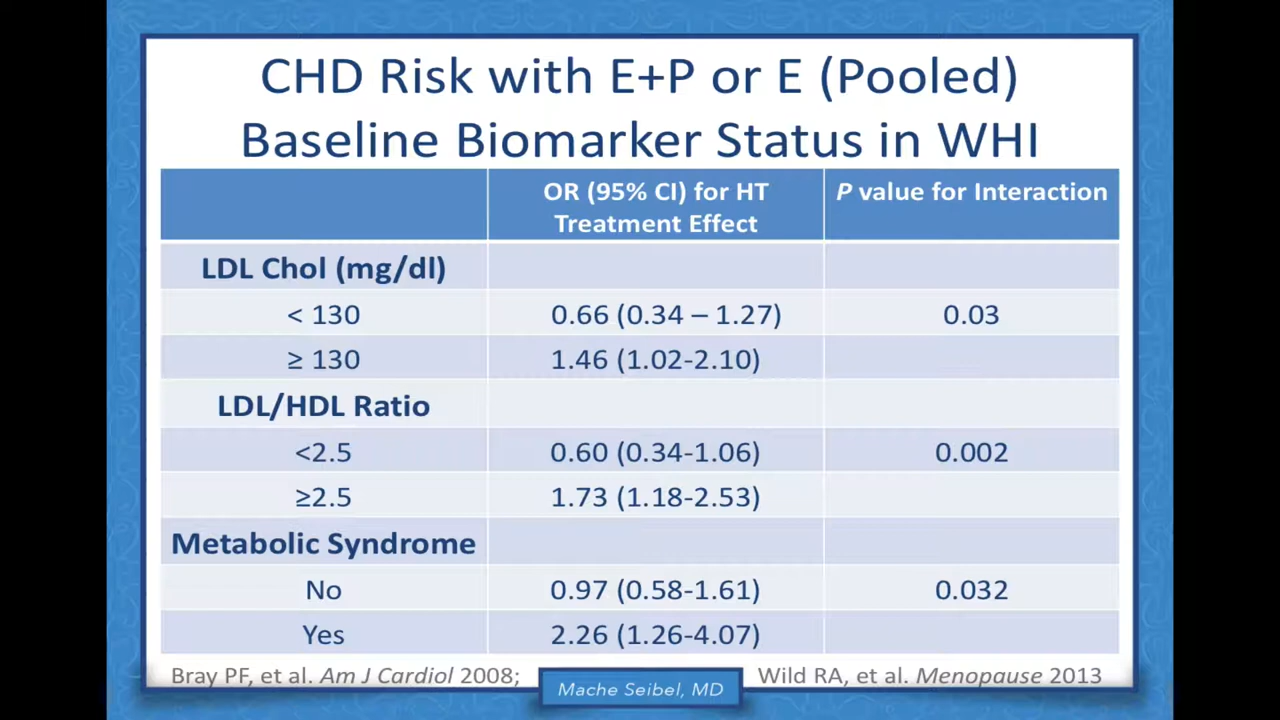 CHD Risk with E+P or E (Pooled)
Baseline Biomarker Status in WHI
OR (95% CI) for HT P value for Interaction
Treatment Effect
LDL Chol (mg/dl)
< 130 0.66 (0.34 – 1.27) 0.03
≥ 130 1.46 (1.02-2.10)
LDL/HDL Ratio
<2.5 0.60 (0.34-1.06) 0.002
≥2.5 1.73 (1.18-2.53)
Metabolic Syndrome
No 0.97 (0.58-1.61) 0.032
Yes 2.26 (1.26-4.07)
Bray PF, et al. Am J Cardiol 2008; Wild RA, et al. Menopause 2013
Mache Seibel, MD